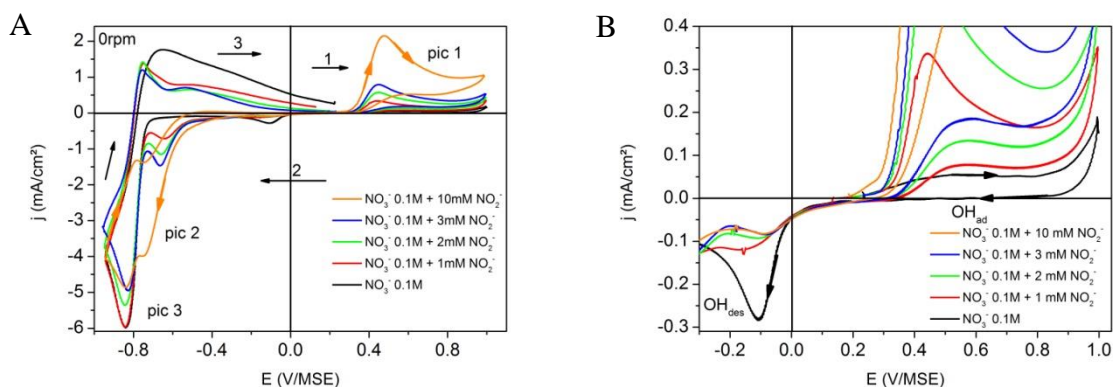 A
0rpm
3
1
pic 1
2
pic 2
pic 3
NO₃⁻ 0.1M + 10mM NO₂⁻
NO₃⁻ 0.1M + 3mM NO₂⁻
NO₃⁻ 0.1M + 2mM NO₂⁻
NO₃⁻ 0.1M + 1mM NO₂⁻
NO₃⁻ 0.1M
2
1
0
-1
-2
-3
-4
-5
-6
j (mA/cm²)
-0.8 -0.4 0.0 0.4 0.8
E (V/MSE)
B
0.4
0.3
0.2
0.1
0.0
-0.1
-0.2
-0.3
j (mA/cm²)
OH_ad
NO₃⁻ 0.1M + 10 mM NO₂⁻
NO₃⁻ 0.1M + 3 mM NO₂⁻
NO₃⁻ 0.1M + 2 mM NO₂⁻
NO₃⁻ 0.1M + 1 mM NO₂⁻
NO₃⁻ 0.1M
OH_des
-0.2 0.0 0.2 0.4 0.6 0.8 1.0
E (V/MSE)